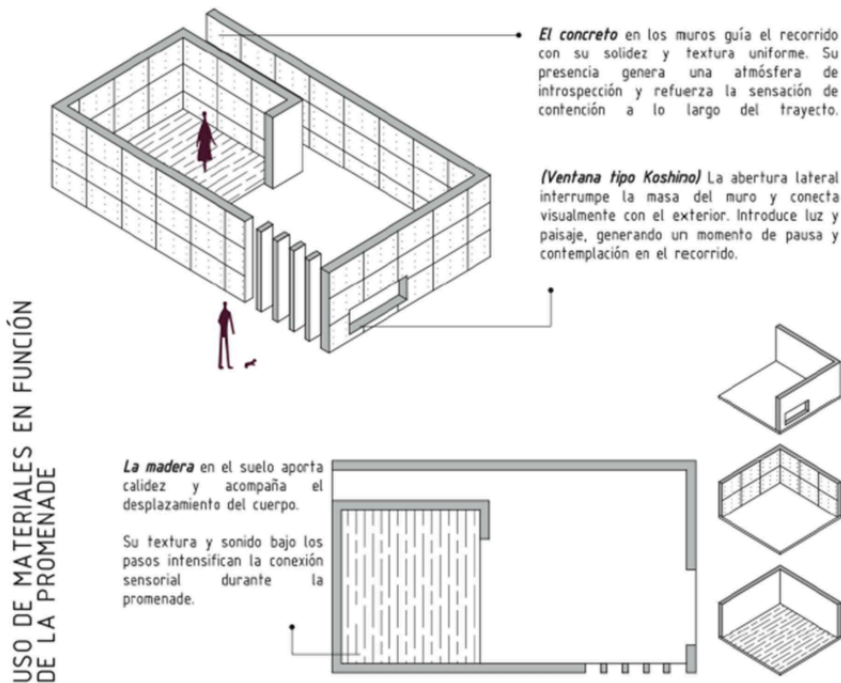 El concreto en los muros guía el recorrido
con su solidez y textura uniforme. Su
presencia genera una atmósfera de
introspección y refuerza la sensación de
contención a lo largo del trayecto.
(Ventana tipo Koshino) La abertura lateral
interrumpe la masa del muro y conecta
visualmente con el exterior. Introduce luz y
paisaje, generando un momento de pausa y
contemplación en el recorrido.
USO DE MATERIALES EN FUNCIÓN
DE LA PROMENADE
La madera en el suelo aporta
calidez y acompaña el
desplazamiento del cuerpo.
Su textura y sonido bajo los
pasos intensifican la conexión
sensorial durante la
promenade.